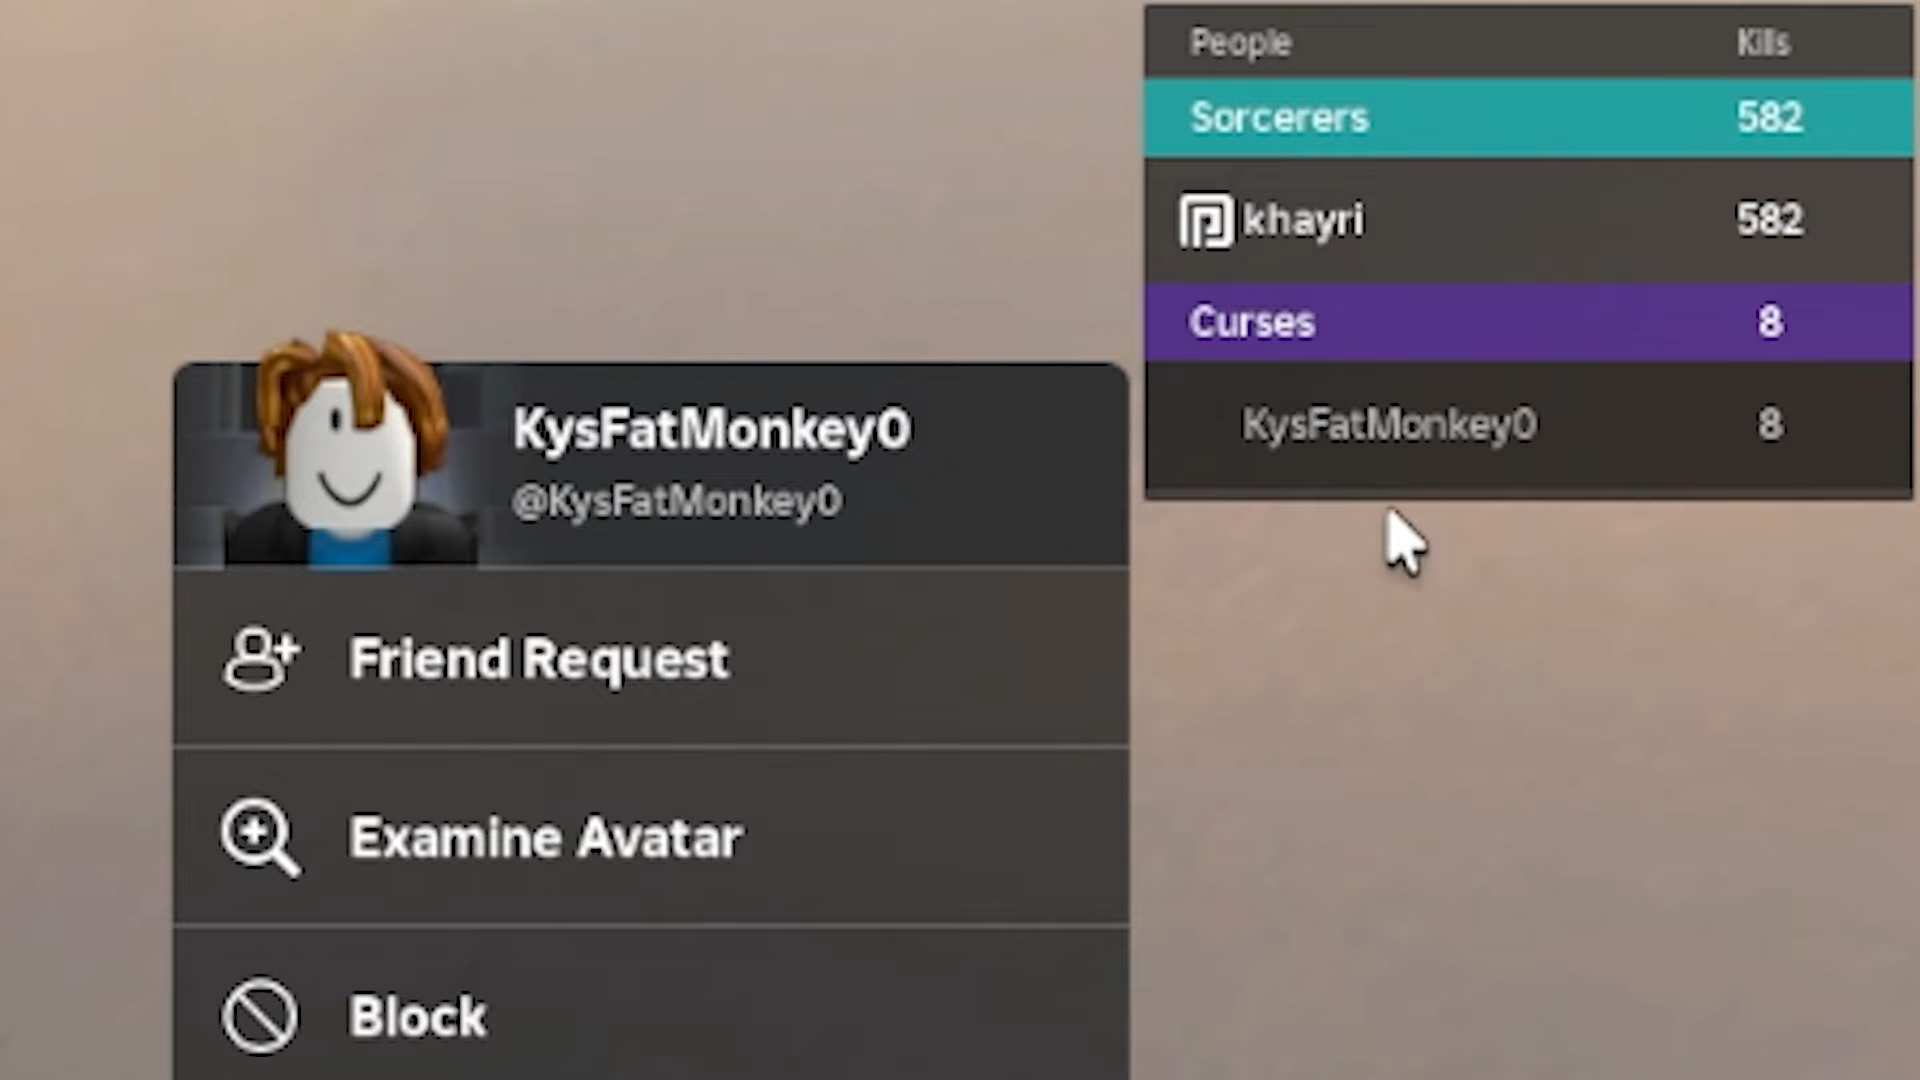 People Kills
Sorcerers 582
khayri 582
Curses 8
KysFatMonkey0 8
KysFatMonkey0
@KysFatMonkey0
Friend Request
Examine Avatar
Block